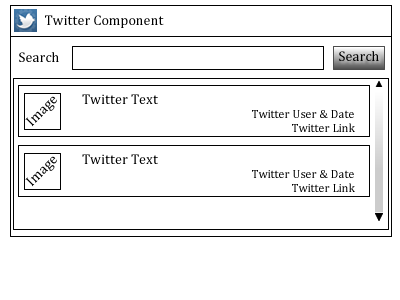 Twitter Component
Search
Search
Image
Twitter Text
Twitter User & Date
Twitter Link
Image
Twitter Text
Twitter User & Date
Twitter Link